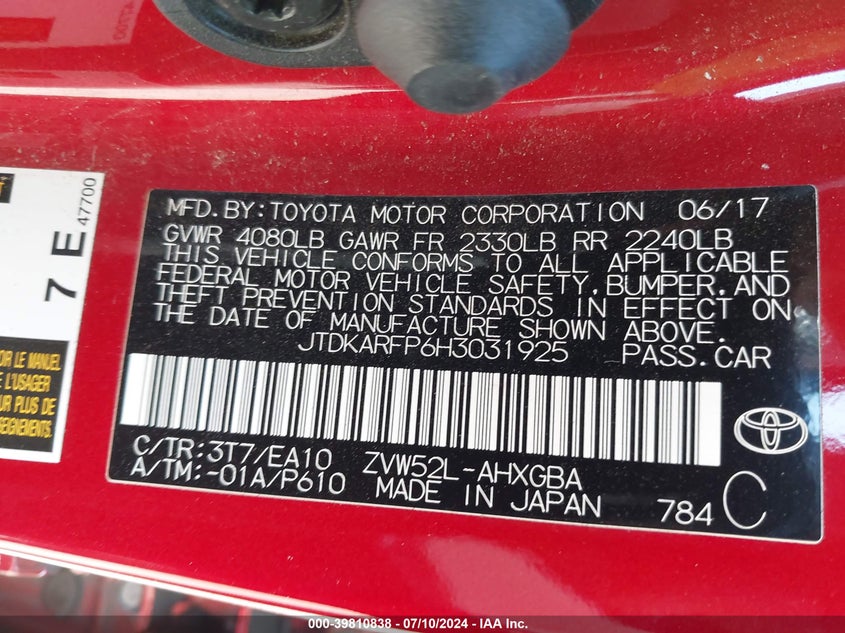 MFD.BY:TOYOTA MOTOR CORPORATION 06/17
GVWR 4080LB GAWR FR 2330LB RR 2240LB
THIS VEHICLE CONFORMS TO ALL APPLICABLE
FEDERAL MOTOR VEHICLE SAFETY,BUMPER,AND
THEFT PREVENTION STANDARDS IN EFFECT ON
THE DATE OF MANUFACTURE SHOWN ABOVE.
JTDKARFP6H3031925 PASS.CAR
C/TR:3T7/EA10 ZVW52L-AHXGBA
A/TM:-01A/P610 MADE IN JAPAN 784 C
7 E 47700
OIR LE MANUEL
L'USAGER
UR PLUS DE
SEIGNEMENTS.
000-39810838 - 07/10/2024 - IAA Inc.